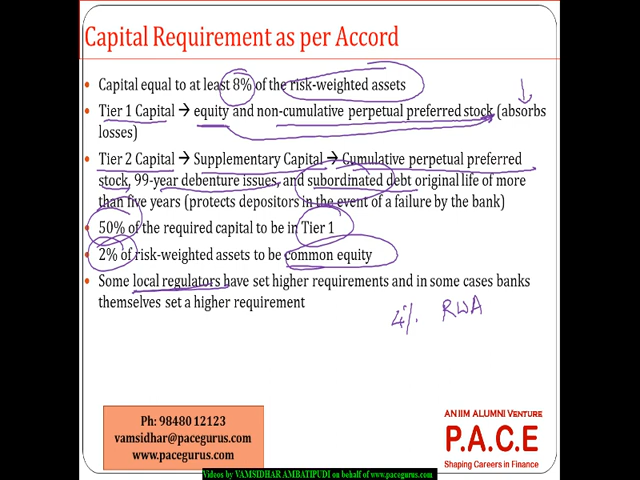 Capital Requirement as per Accord
Capital equal to at least 8% of the risk-weighted assets
Tier 1 Capital → equity and non-cumulative perpetual preferred stock (absorbs
losses)
Tier 2 Capital → Supplementary Capital → Cumulative perpetual preferred
stock, 99-year debenture issues, and subordinated debt original life of more
than five years (protects depositors in the event of a failure by the bank)
50% of the required capital to be in Tier 1
2% of risk-weighted assets to be common equity
Some local regulators have set higher requirements and in some cases banks
themselves set a higher requirement
4% RWA
Ph: 98480 12123
vamsidhar@pacegurus.com
www.pacegurus.com
AN IIM ALUMNI VENTURE
P.A.C.E
Shaping Careers in Finance
Videos by VAMSIDHAR AMBATIPUDI on behalf of www.pacegurus.com